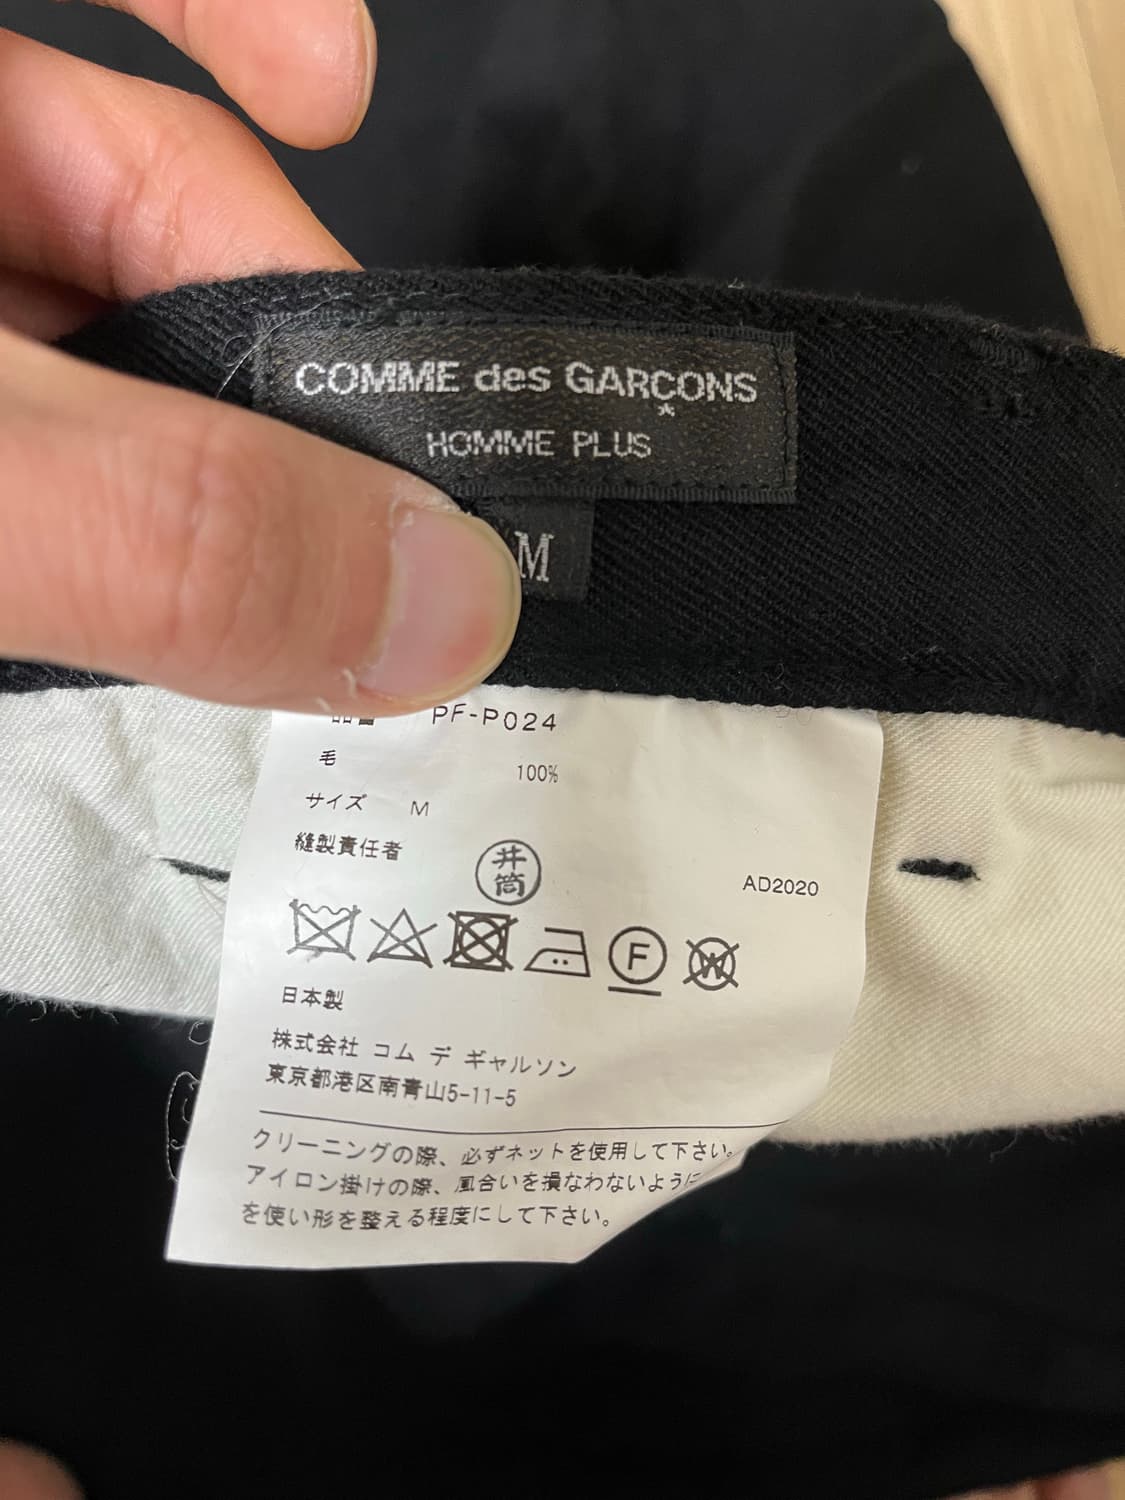 COMME des GARÇONS
*
HOMME PLUS
M
品番 PF-P024
毛 100%
サイズ M
縫製責任者
井筒
AD2020
F
W
日本製
株式会社 コム デ ギャルソン
東京都港区南青山5-11-5
クリーニングの際、必ずネットを使用して下さい。
アイロン掛けの際、風合いを損なわないように
を使い形を整える程度にして下さい。